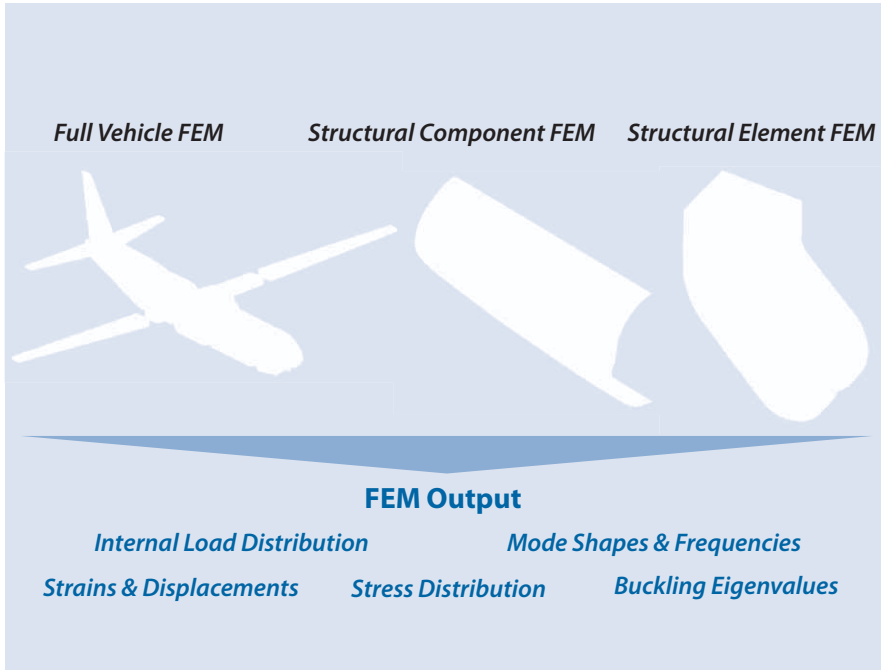 Full Vehicle FEM
Structural Component FEM
Structural Element FEM
FEM Output
Internal Load Distribution
Mode Shapes & Frequencies
Strains & Displacements
Stress Distribution
Buckling Eigenvalues